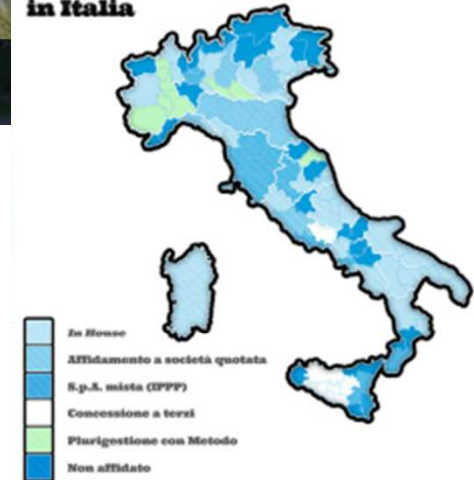 in Italia
In House
Affidamento a società quotata
S.p.A. mista (IPPP)
Concessione a terzi
Plurigestione con Metodo
Non affidato